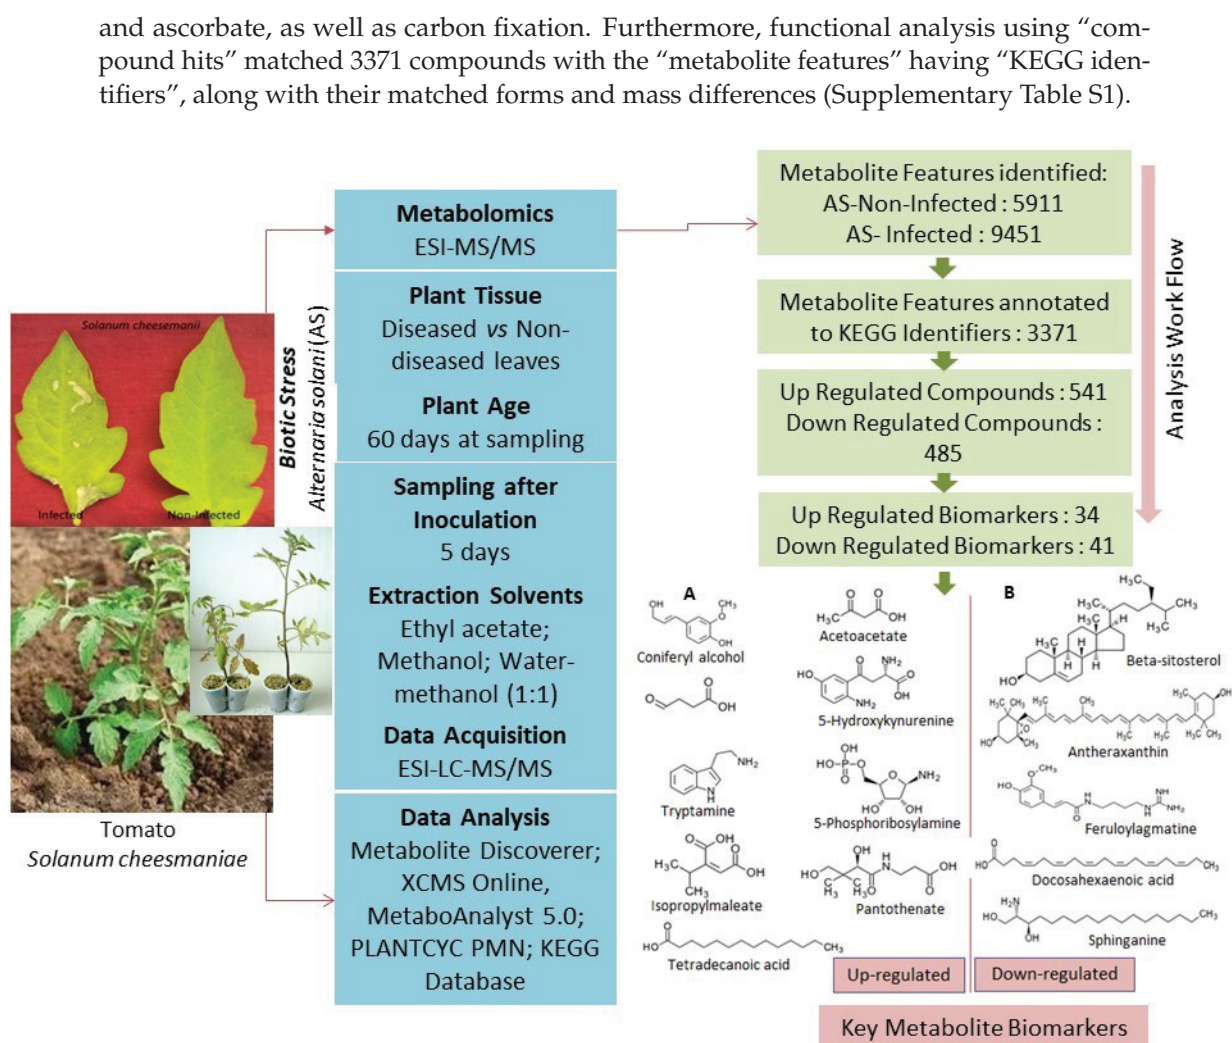 and ascorbate, as well as carbon fixation. Furthermore, functional analysis using “com-
pound hits” matched 3371 compounds with the “metabolite features” having “KEGG iden-
tifiers”, along with their matched forms and mass differences (Supplementary Table S1).
Solanum cheesemanii
Infected
Non-Infected
Tomato
Solanum cheesmaniae
Biotic Stress
Alternaria solani (AS)
Metabolomics
ESI-MS/MS
Plant Tissue
Diseased vs Non-
diseased leaves
Plant Age
60 days at sampling
Sampling after
Inoculation
5 days
Extraction Solvents
Ethyl acetate;
Methanol; Water-
methanol (1:1)
Data Acquisition
ESI-LC-MS/MS
Data Analysis
Metabolite Discoverer;
XCMS Online,
MetaboAnalyst 5.0;
PLANTCYC PMN; KEGG
Database
Metabolite Features identified:
AS-Non-Infected : 5911
AS- Infected : 9451
Metabolite Features annotated
to KEGG Identifiers : 3371
Up Regulated Compounds : 541
Down Regulated Compounds :
485
Up Regulated Biomarkers : 34
Down Regulated Biomarkers : 41
Analysis Work Flow
A
Coniferyl alcohol
Tryptamine
Isopropylmaleate
Tetradecanoic acid
Acetoacetate
5-Hydroxykynurenine
5-Phosphoribosylamine
Pantothenate
Up-regulated
B
Beta-sitosterol
Antheraxanthin
Feruloylagmatine
Docosahexaenoic acid
Sphinganine
Down-regulated
Key Metabolite Biomarkers